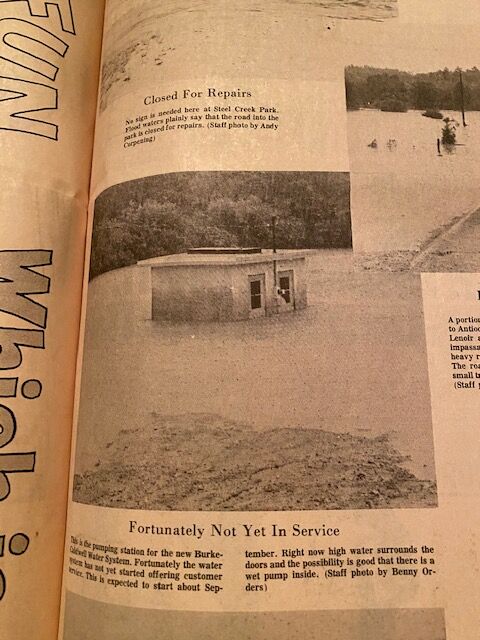 FUN
Which is
Closed For Repairs
No sign is needed here at Steel Creek Park.
Flood waters plainly say that the road into the
park is closed for repairs. (Staff photo by Andy
Carpening)
A portion
to Antioc
Lenoir a
impassa
heavy r
The roa
small tr
(Staff p
Fortunately Not Yet In Service
This is the pumping station for the new Burke-
Caldwell Water System. Fortunately the water
system has not yet started offering customer
service. This is expected to start about Sep-
tember. Right now high water surrounds the
doors and the possibility is good that there is a
wet pump inside. (Staff photo by Benny Or-
ders)